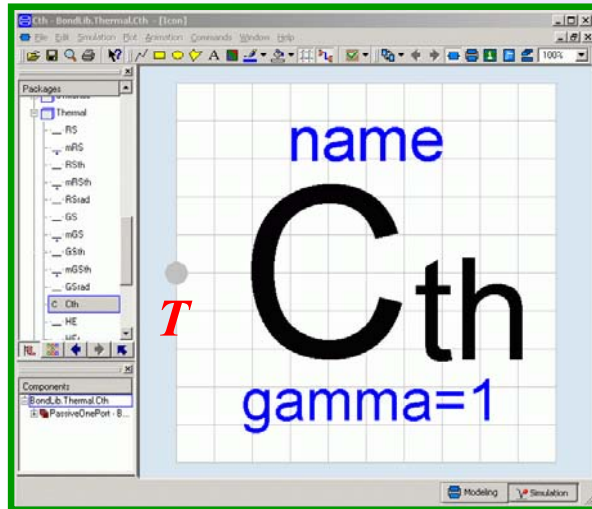 Cth - BondLib.Thermal.Cth - [Icon]
File Edit Simulation Plot Animation Commands Window Help
100%
Packages
Thermal
RS
mRS
RSth
mRSth
RSrad
GS
mGS
GSth
mGSth
GSrad
C Cth
HE
name
Cth
T
gamma=1
Components
BondLib.Thermal.Cth
PassiveOnePort - B...
Modeling Simulation